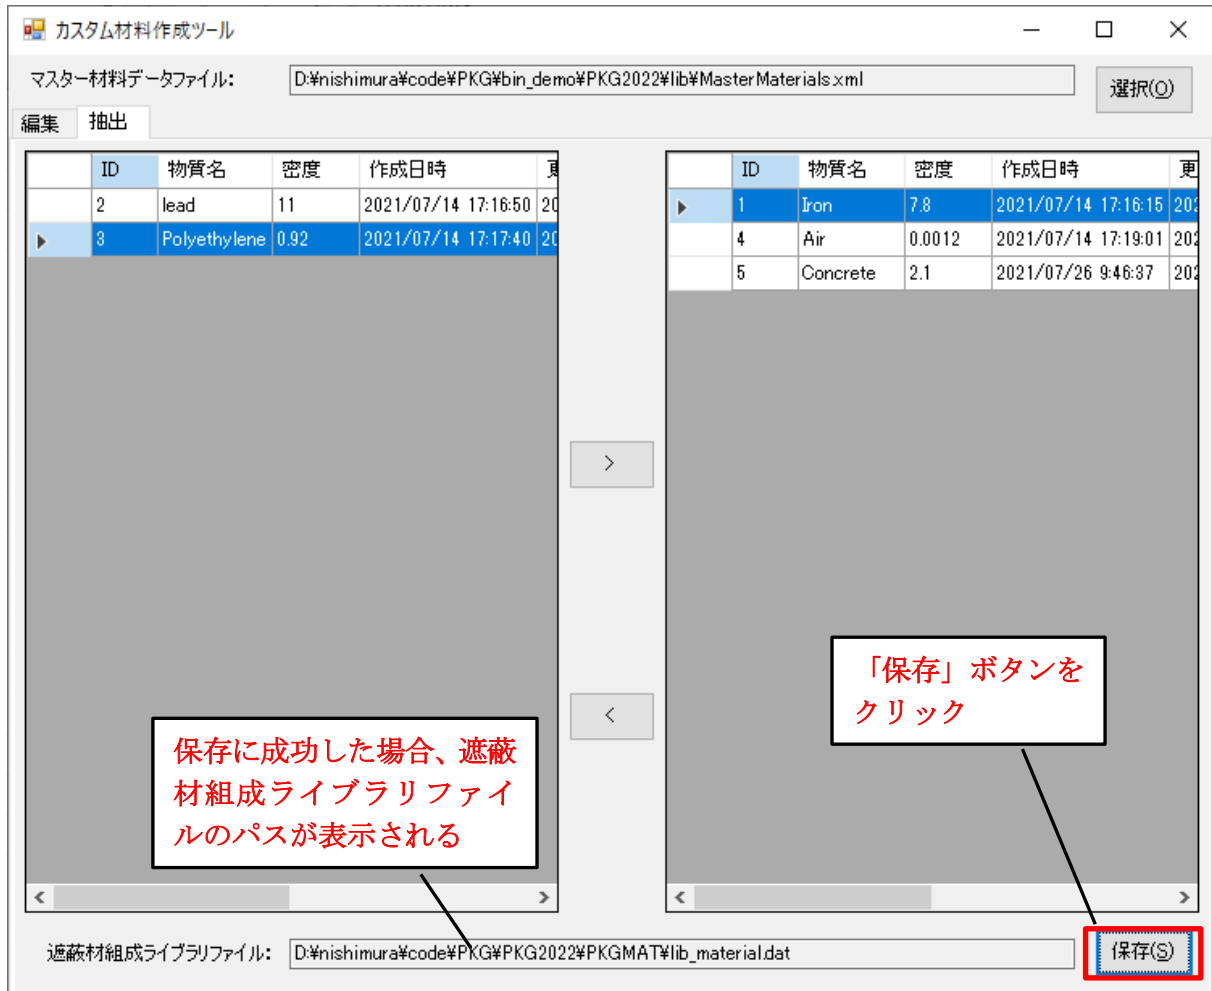 カスタム材料作成ツール
マスター材料データファイル: D:¥nishimura¥code¥PKG¥bin_demo¥PKG2022¥lib¥MasterMaterials.xml 選択(O)
編集 抽出
ID 物質名 密度 作成日時
2 lead 11 2021/07/14 17:16:50 20
3 Polyethylene 0.92 2021/07/14 17:17:40 20
ID 物質名 密度 作成日時 更
1 Iron 7.8 2021/07/14 17:16:15 202
4 Air 0.0012 2021/07/14 17:19:01 202
5 Concrete 2.1 2021/07/26 9:46:37 202
>
<
「保存」ボタンを
クリック
保存に成功した場合、遮蔽
材組成ライブラリファイ
ルのパスが表示される
遮蔽材組成ライブラリファイル: D:¥nishimura¥code¥PKG¥PKG2022¥PKGMAT¥lib_material.dat 保存(S)